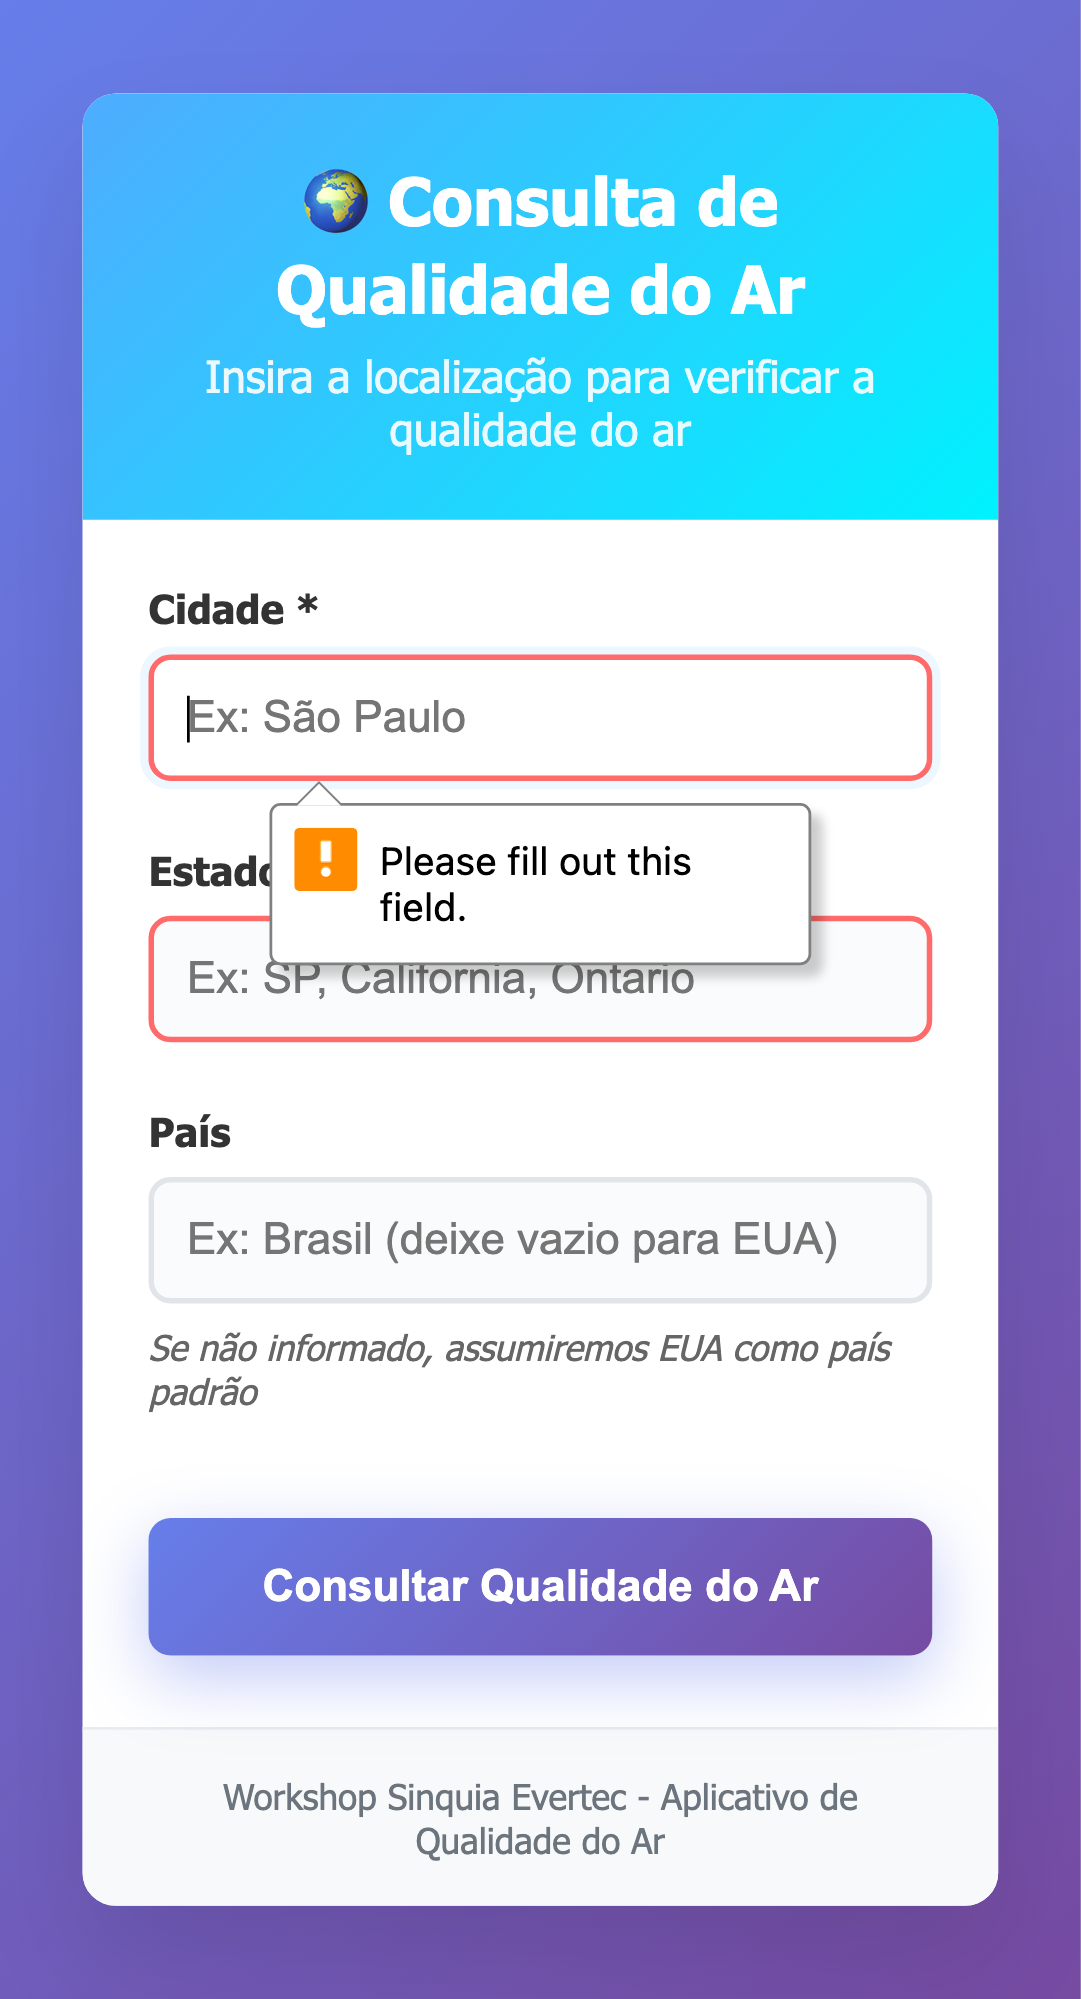 Consulta de
Qualidade do Ar
Insira a localização para verificar a
qualidade do ar
Cidade *
Ex: São Paulo
Please fill out this
field.
Estado
Ex: SP, California, Ontario
País
Ex: Brasil (deixe vazio para EUA)
Se não informado, assumiremos EUA como país
padrão
Consultar Qualidade do Ar
Workshop Sinquia Evertec - Aplicativo de
Qualidade do Ar